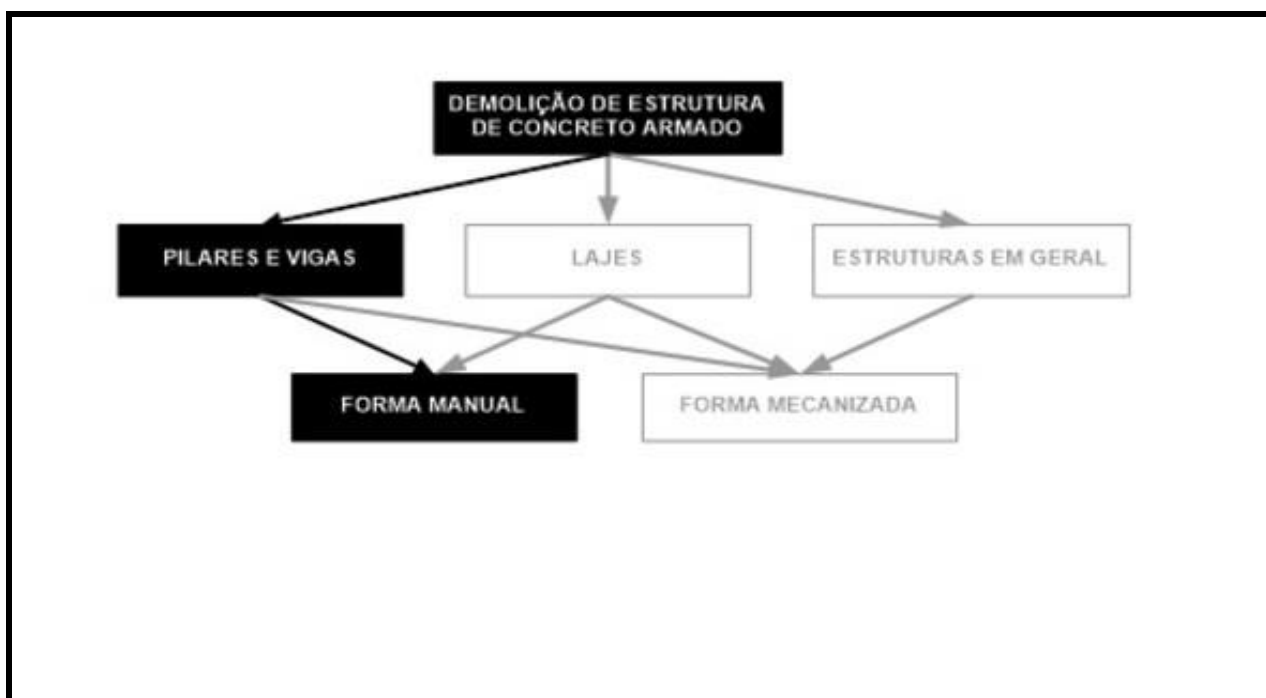 DEMOLIÇÃO DE ESTRUTURA
DE CONCRETO ARMADO
PILARES E VIGAS
LAJES
ESTRUTURAS EM GERAL
FORMA MANUAL
FORMA MECANIZADA